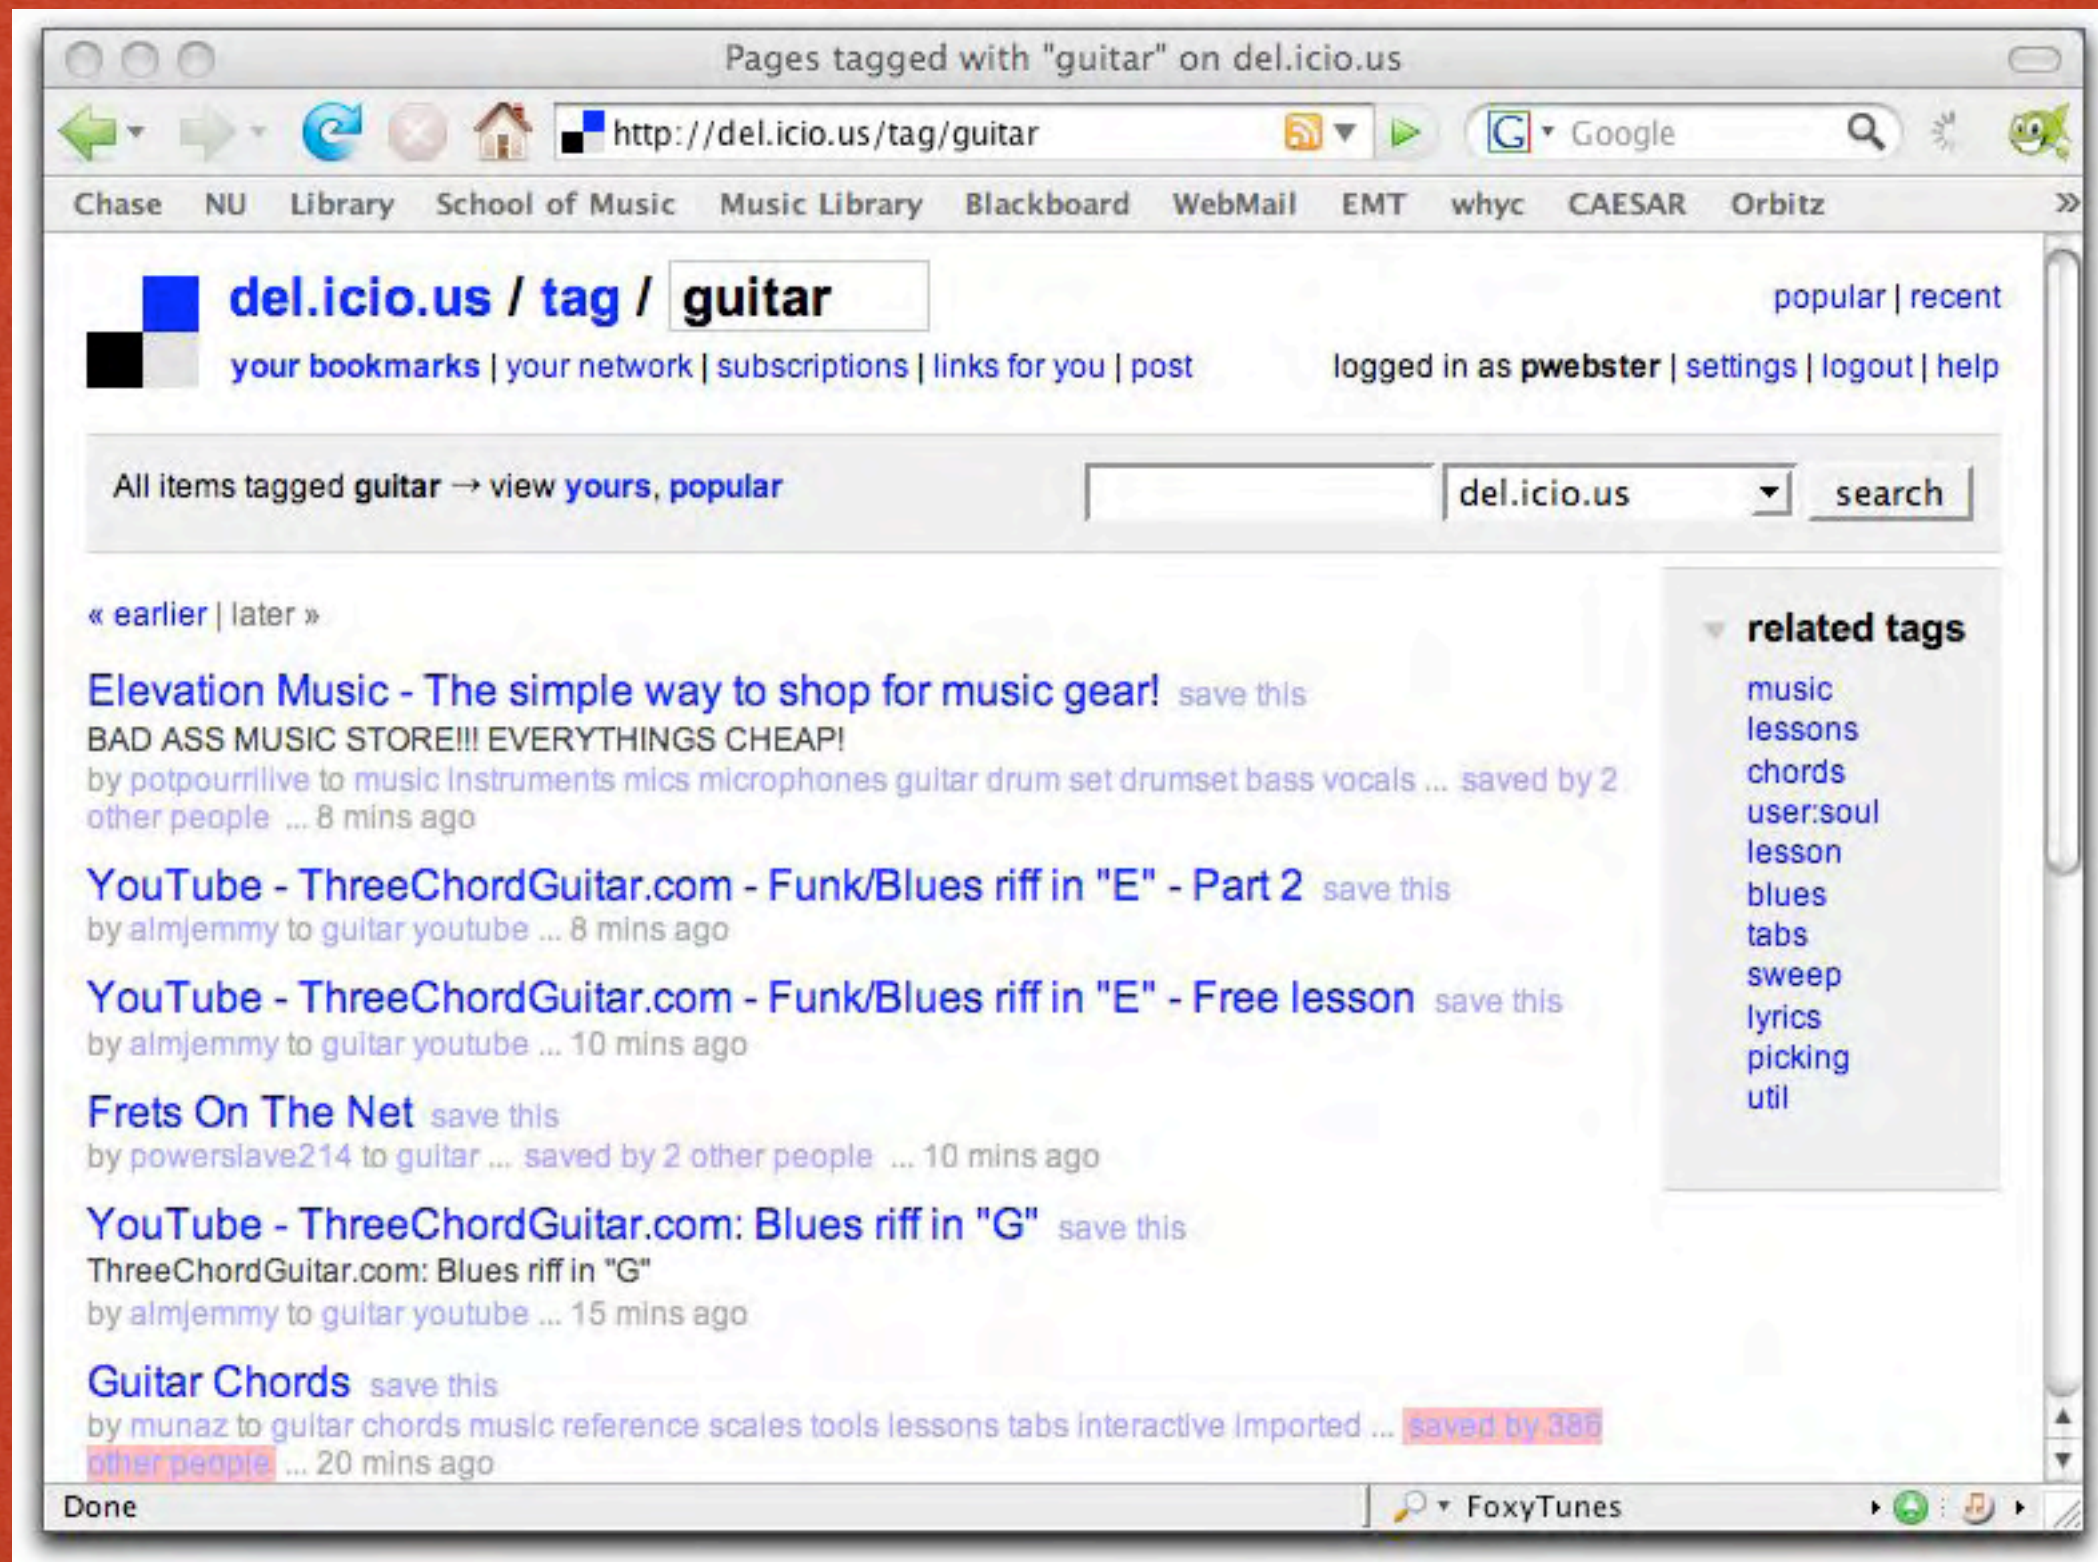 Pages tagged with "guitar" on del.icio.us
http://del.icio.us/tag/guitar
G Google
Chase NU Library School of Music Music Library Blackboard WebMail EMT whyc CAESAR Orbitz »
del.icio.us / tag / guitar
popular | recent
your bookmarks | your network | subscriptions | links for you | post
logged in as pwebster | settings | logout | help
All items tagged guitar → view yours, popular
del.icio.us search
« earlier | later »
Elevation Music - The simple way to shop for music gear! save this
BAD ASS MUSIC STORE!!! EVERYTHINGS CHEAP!
by potpourrilive to music instruments mics microphones guitar drum set drumset bass vocals ... saved by 2
other people ... 8 mins ago
YouTube - ThreeChordGuitar.com - Funk/Blues riff in "E" - Part 2 save this
by almjemmy to guitar youtube ... 8 mins ago
YouTube - ThreeChordGuitar.com - Funk/Blues riff in "E" - Free lesson save this
by almjemmy to guitar youtube ... 10 mins ago
Frets On The Net save this
by powerslave214 to guitar ... saved by 2 other people ... 10 mins ago
YouTube - ThreeChordGuitar.com: Blues riff in "G" save this
ThreeChordGuitar.com: Blues riff in "G"
by almjemmy to guitar youtube ... 15 mins ago
Guitar Chords save this
by munaz to guitar chords music reference scales tools lessons tabs interactive imported ... saved by 386
other people ... 20 mins ago
related tags
music
lessons
chords
user:soul
lesson
blues
tabs
sweep
lyrics
picking
util
Done
FoxyTunes